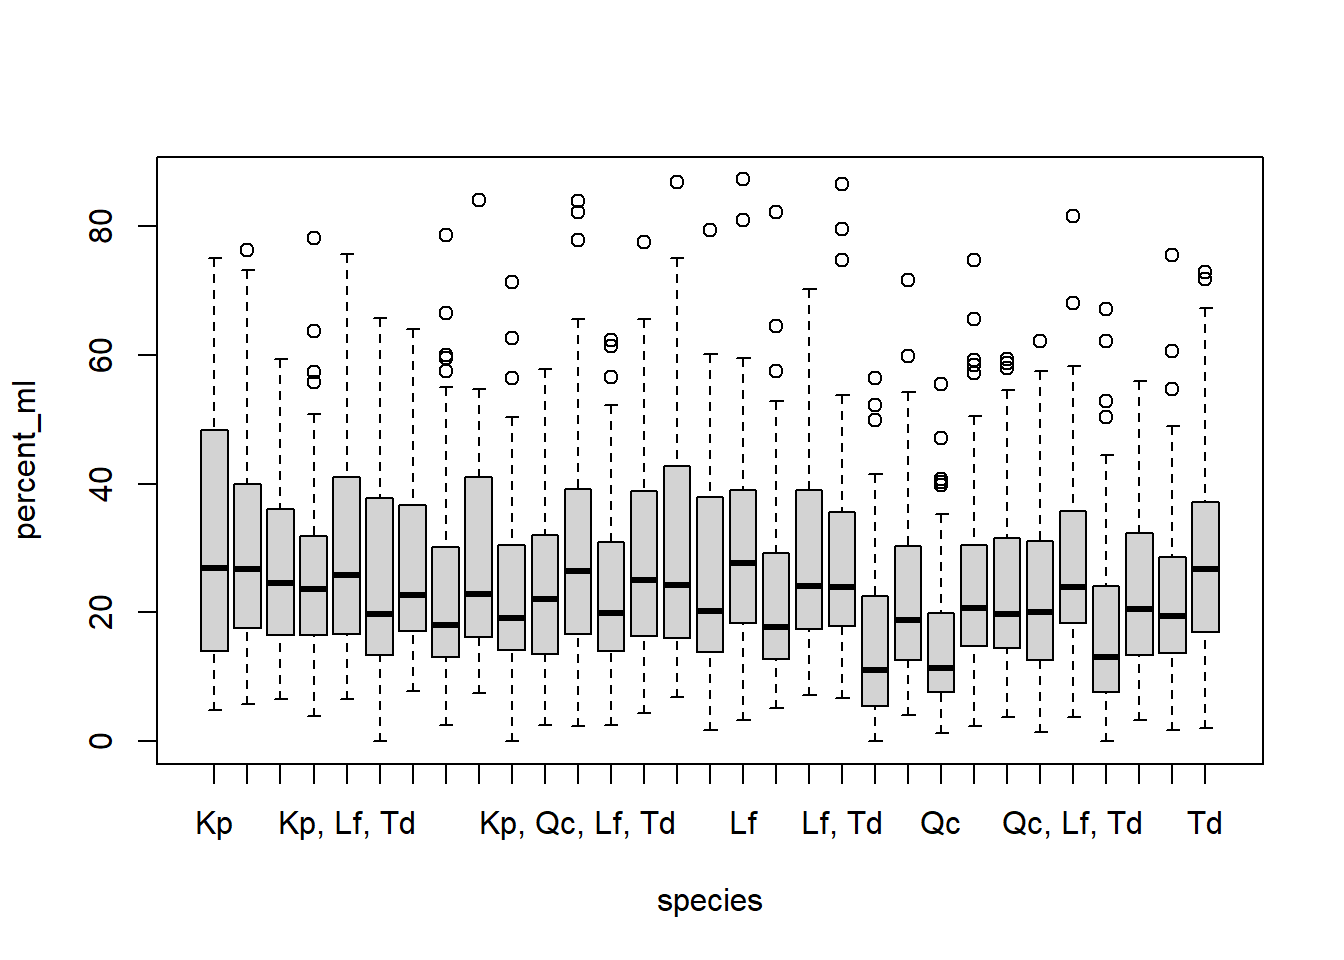 percent_ml
80
60
40
20
0
Kp Kp, Lf, Td Kp, Qc, Lf, Td Lf Lf, Td Qc Qc, Lf, Td Td
species